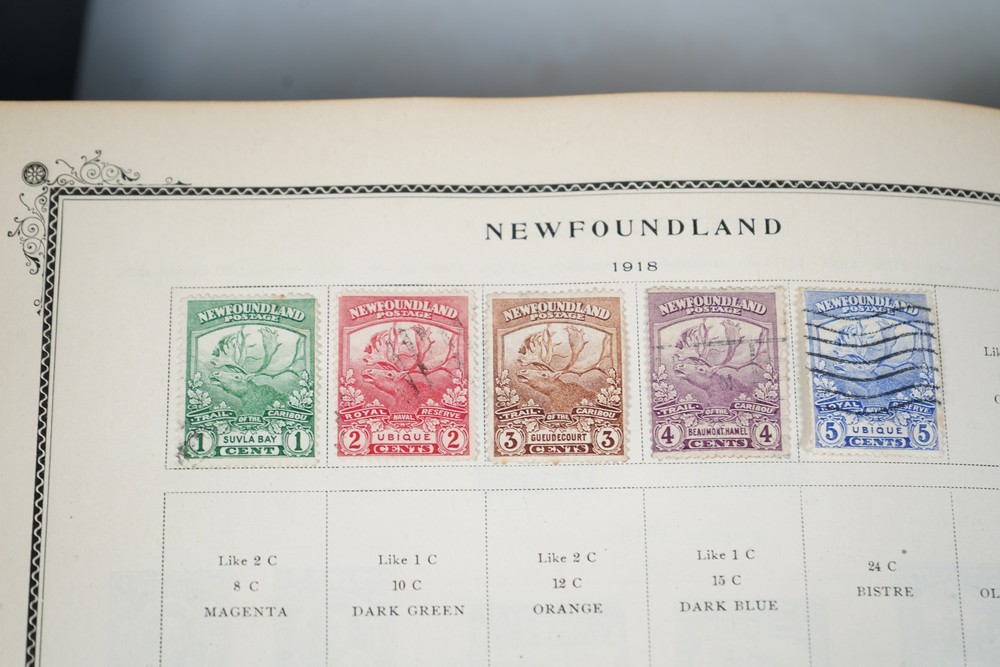 NEWFOUNDLAND
1918
NEWFOUNDLAND
POSTAGE
TRAIL OF THE CARIBOU
1 SUVLA BAY 1
CENT
NEWFOUNDLAND
POSTAGE
ROYAL NAVAL RESERVE
2 UBIQUE 2
CENTS
NEWFOUNDLAND
POSTAGE
TRAIL OF THE CARIBOU
3 GUEUDECOURT 3
CENTS
NEWFOUNDLAND
POSTAGE
TRAIL OF THE CARIBOU
4 BEAUMONT HAMEL 4
CENTS
NEWFOUNDLAND
POSTAGE
ROYAL NAVAL RESERVE
5 UBIQUE 5
CENTS
Like 2 C
8 C
MAGENTA
Like 1 C
10 C
DARK GREEN
Like 2 C
12 C
ORANGE
Like 1 C
15 C
DARK BLUE
24 C
BISTRE